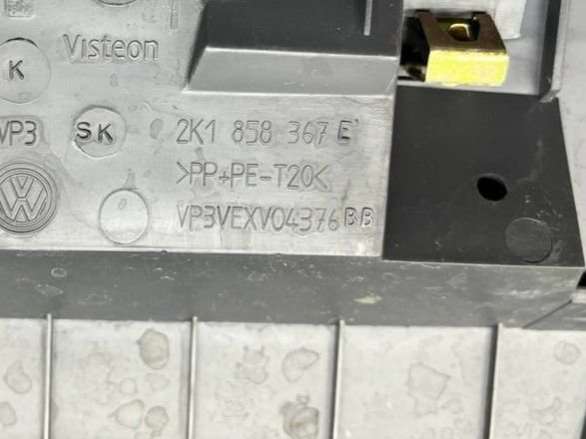 Visteon
K
VP3
SK
2K1 858 367 E
>PP+PE-T20<
VP3VEXV04376BB